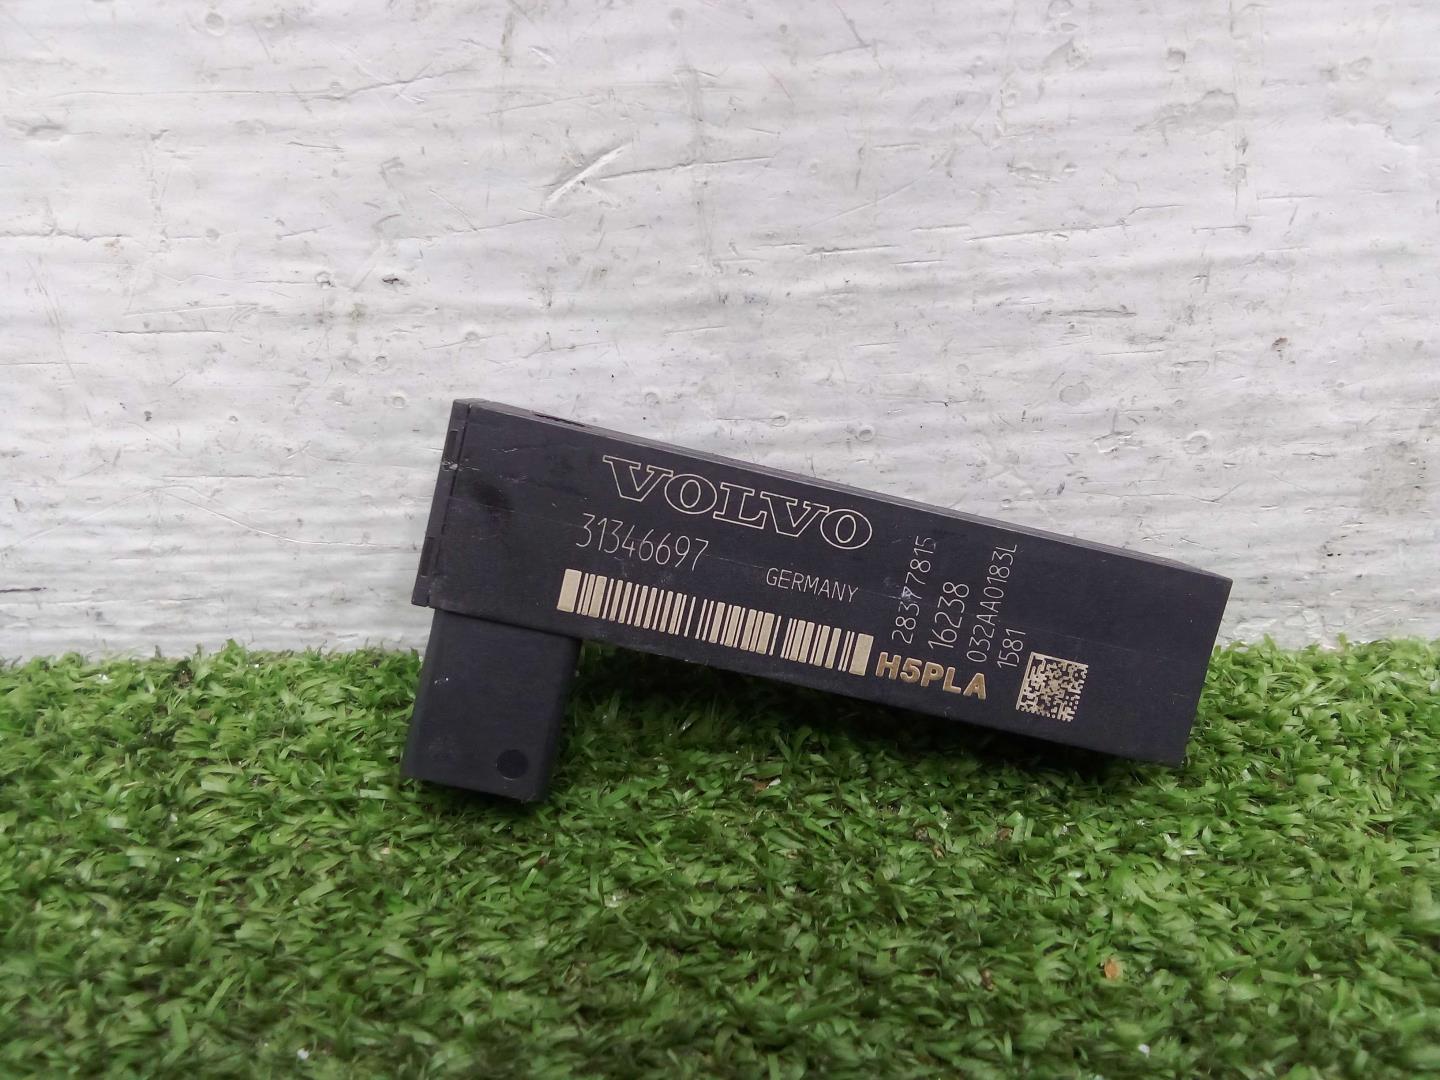 VOLVO
31346697
GERMANY
28377815
16238
032AA0183L
1581
H5PLA